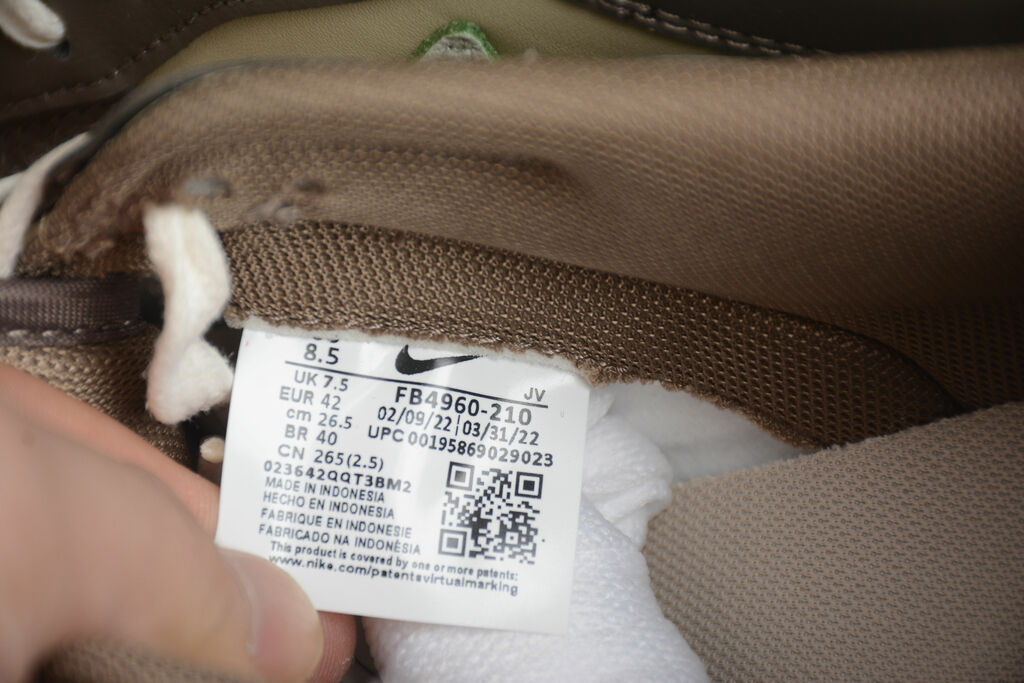 8.5
JV
UK 7.5
FB4960-210
EUR 42
02/09/22 | 03/31/22
cm 26.5
UPC 00195869029023
BR 40
CN 265(2.5)
023642QQT3BM2
MADE IN INDONESIA
HECHO EN INDONESIA
FABRIQUE EN INDONESIE
FABRICADO NA INDONÉSIA
This product is covered by one or more patents:
www.nike.com/patentsvirtualmarking